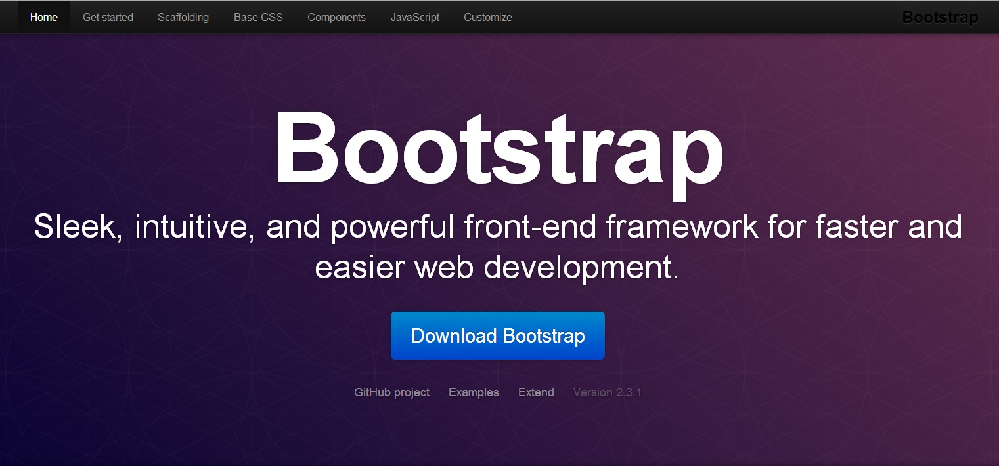 Home Get started Scaffolding Base CSS Components JavaScript Customize Bootstrap
Bootstrap
Sleek, intuitive, and powerful front-end framework for faster and
easier web development.
Download Bootstrap
GitHub project Examples Extend Version 2.3.1